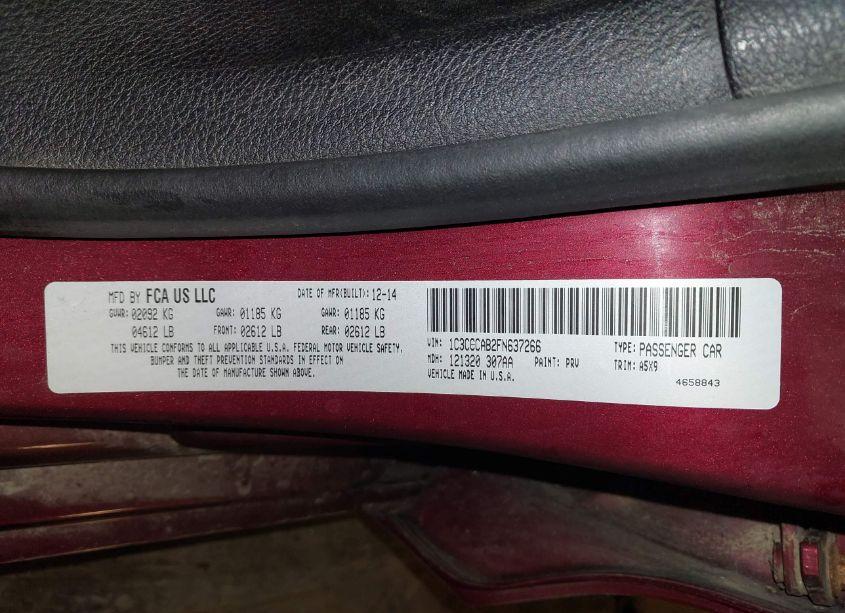 MFD BY FCA US LLC DATE OF MFR(BUILT): 12-14
GVWR: 02092 KG GAWR: 01185 KG GAWR: 01185 KG
04612 LB FRONT: 02612 LB REAR: 02612 LB
THIS VEHICLE CONFORMS TO ALL APPLICABLE U.S.A. FEDERAL MOTOR VEHICLE SAFETY,
BUMPER AND THEFT PREVENTION STANDARDS IN EFFECT ON
THE DATE OF MANUFACTURE SHOWN ABOVE.
VIN: 1C3CCCAB2FN637266 TYPE: PASSENGER CAR
MDH: 121320 307AA PAINT: PRV TRIM: A5X9
VEHICLE MADE IN U.S.A.
4658843